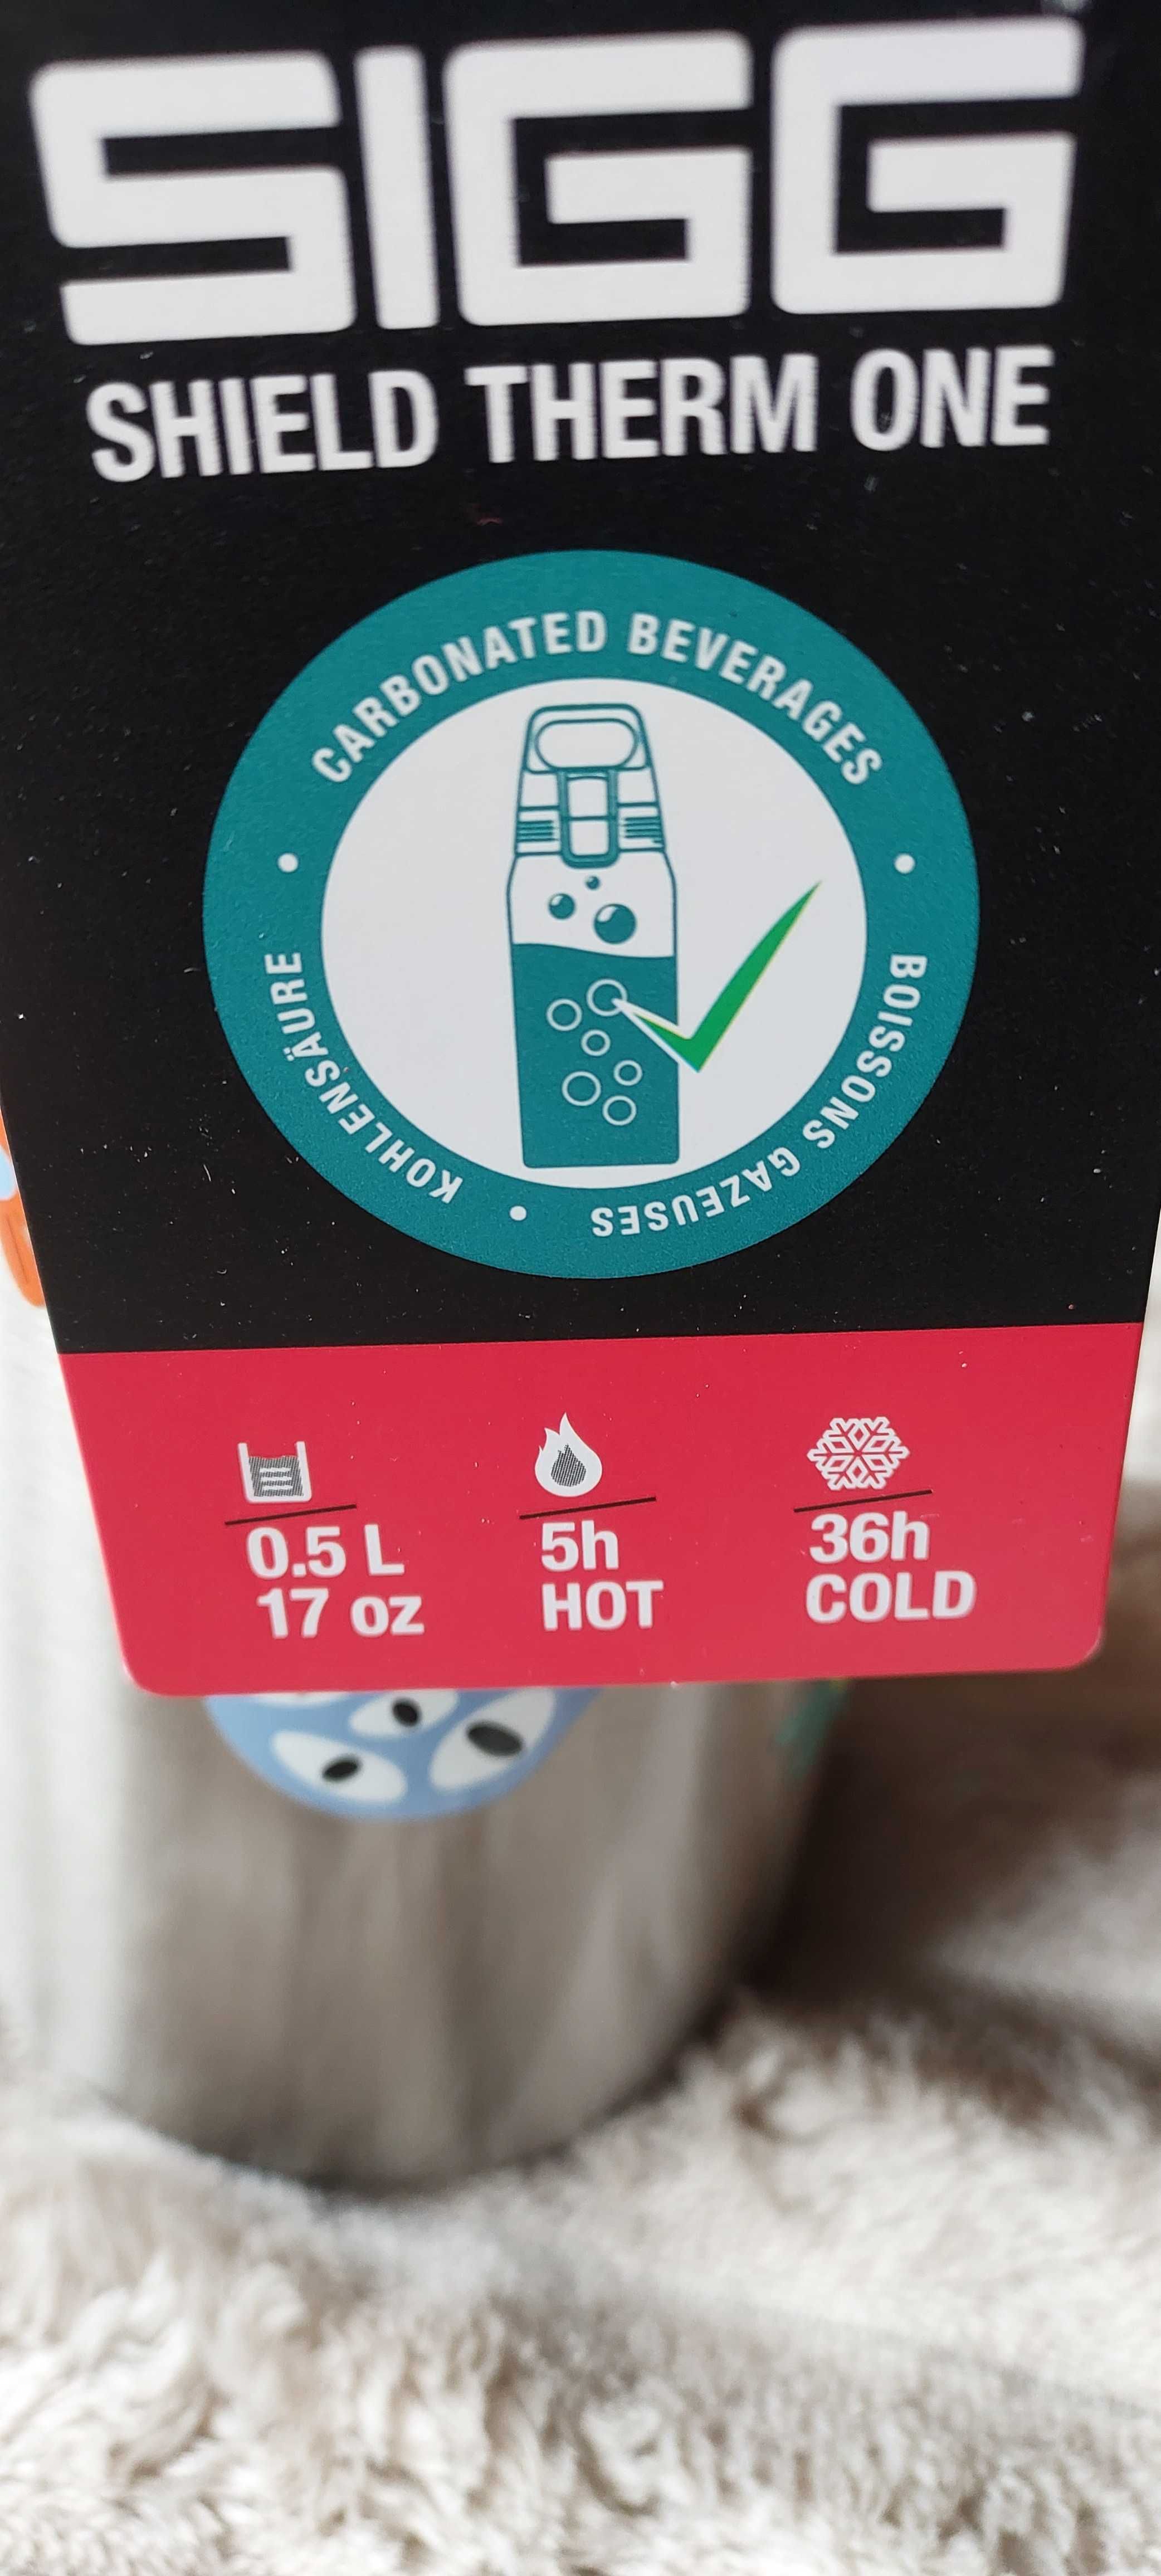 SIGG
SHIELD THERM ONE
CARBONATED BEVERAGES
BOISSONS GAZEUSES
KOHLENSÄURE
0.5 L
17 oz
5h
HOT
36h
COLD